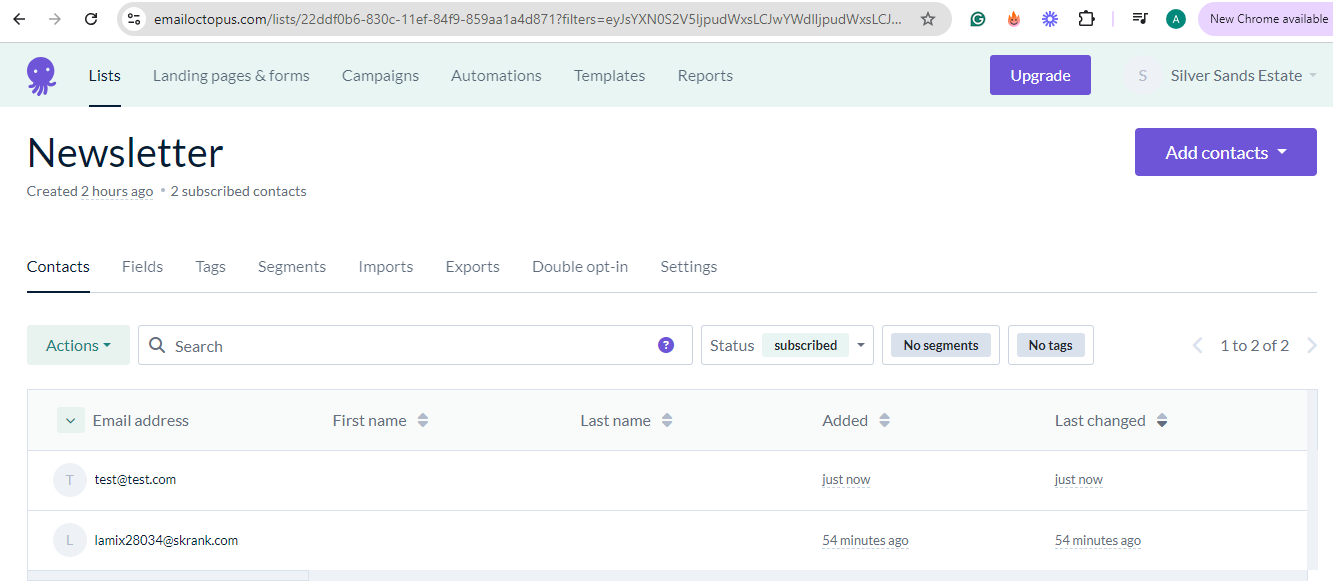 emailoctopus.com/lists/22ddf0b6-830c-11ef-84f9-859aa1a4d871?filters=eyJsYXN0S2V5IjpudWxsLCJwYWdlIjpudWxsLCJ...
A
New Chrome available
Lists Landing pages & forms Campaigns Automations Templates Reports Upgrade S Silver Sands Estate
Newsletter
Add contacts
Created 2 hours ago • 2 subscribed contacts
Contacts Fields Tags Segments Imports Exports Double opt-in Settings
Actions Search ? Status subscribed No segments No tags 1 to 2 of 2
Email address First name Last name Added Last changed
T test@test.com just now just now
L lamix28034@skrank.com 54 minutes ago 54 minutes ago